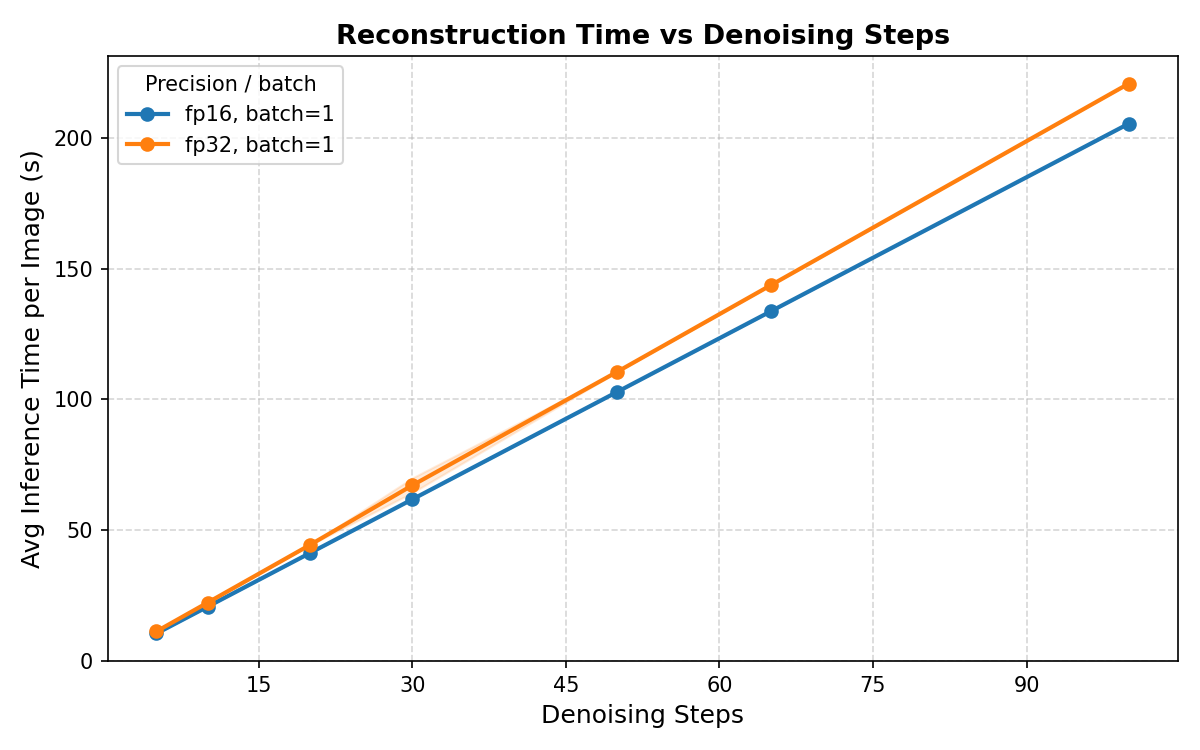 Reconstruction Time vs Denoising Steps
Precision / batch
fp16, batch=1
fp32, batch=1
Avg Inference Time per Image (s)
200
150
100
50
0
15 30 45 60 75 90
Denoising Steps